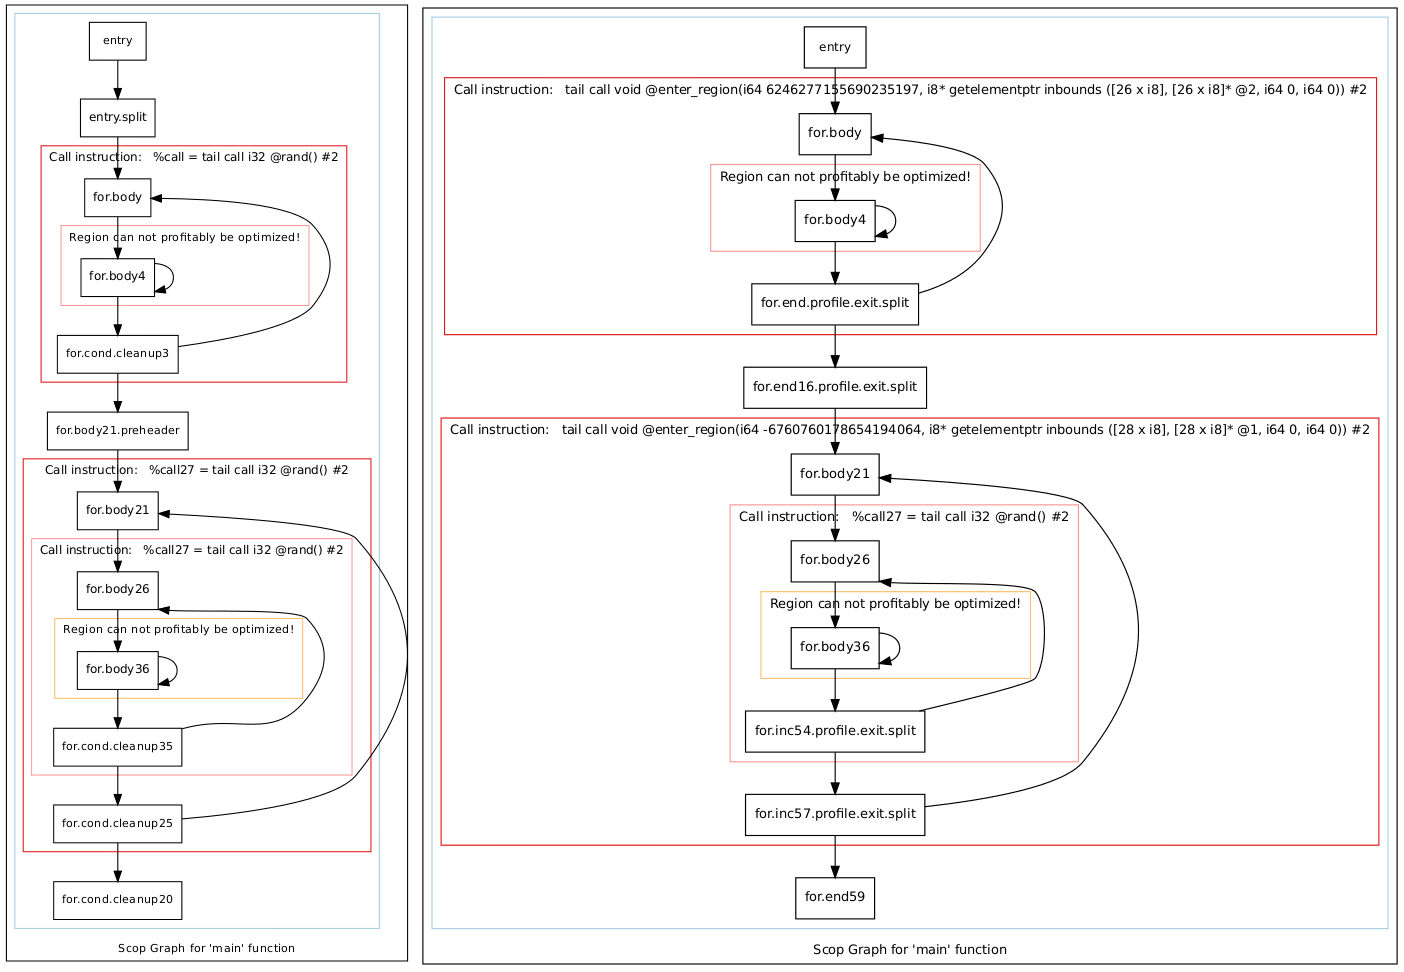 entry
entry.split
Call instruction: %call = tail call i32 @rand() #2
for.body
Region can not profitably be optimized!
for.body4
for.cond.cleanup3
for.body21.preheader
Call instruction: %call27 = tail call i32 @rand() #2
for.body21
Call instruction: %call27 = tail call i32 @rand() #2
for.body26
Region can not profitably be optimized!
for.body36
for.cond.cleanup35
for.cond.cleanup25
for.cond.cleanup20
Scop Graph for 'main' function
entry
Call instruction: tail call void @enter_region(i64 6246277155690235197, i8* getelementptr inbounds ([26 x i8], [26 x i8]* @2, i64 0, i64 0)) #2
for.body
Region can not profitably be optimized!
for.body4
for.end.profile.exit.split
for.end16.profile.exit.split
Call instruction: tail call void @enter_region(i64 -6760760178654194064, i8* getelementptr inbounds ([28 x i8], [28 x i8]* @1, i64 0, i64 0)) #2
for.body21
Call instruction: %call27 = tail call i32 @rand() #2
for.body26
Region can not profitably be optimized!
for.body36
for.inc54.profile.exit.split
for.inc57.profile.exit.split
for.end59
Scop Graph for 'main' function